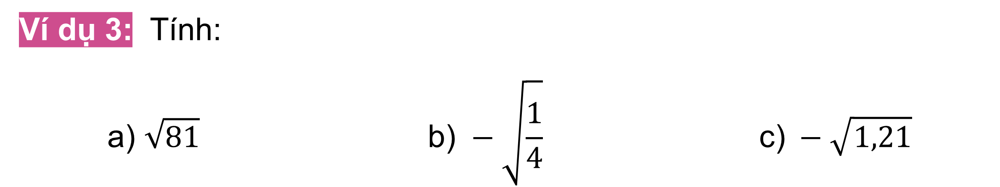 Ví dụ 3: Tính:
a) √81 b) −√(1/4) c) −√1,21